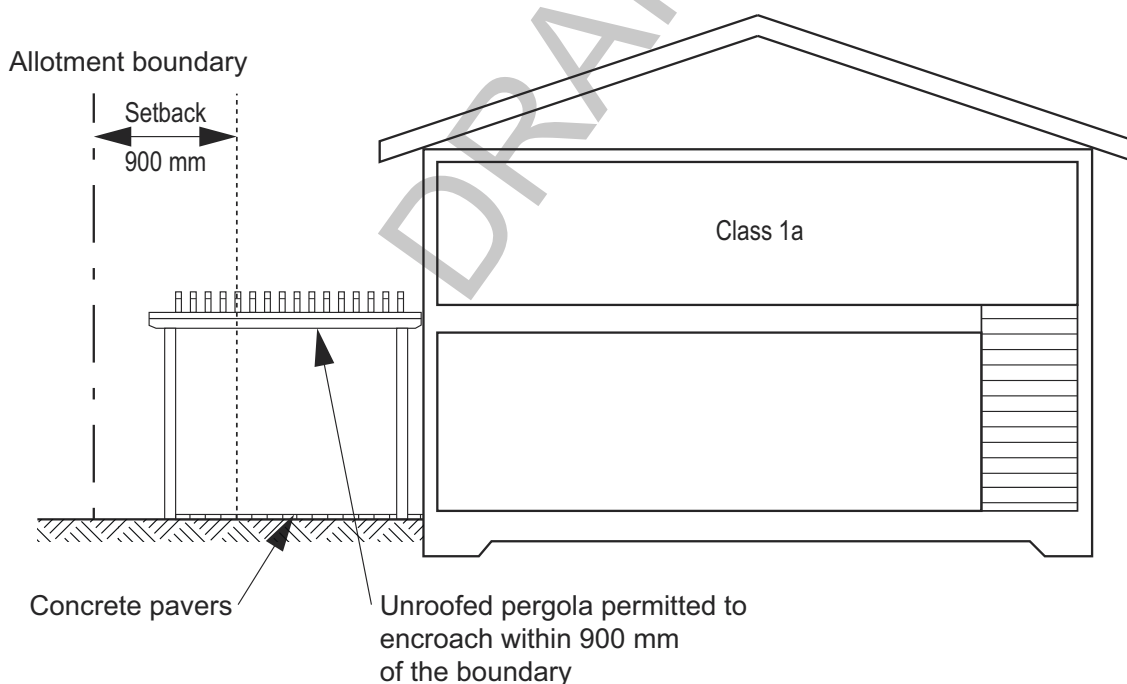 Allotment boundary
Setback
900 mm
DRA
Class 1a
Concrete pavers
Unroofed pergola permitted to
encroach within 900 mm
of the boundary